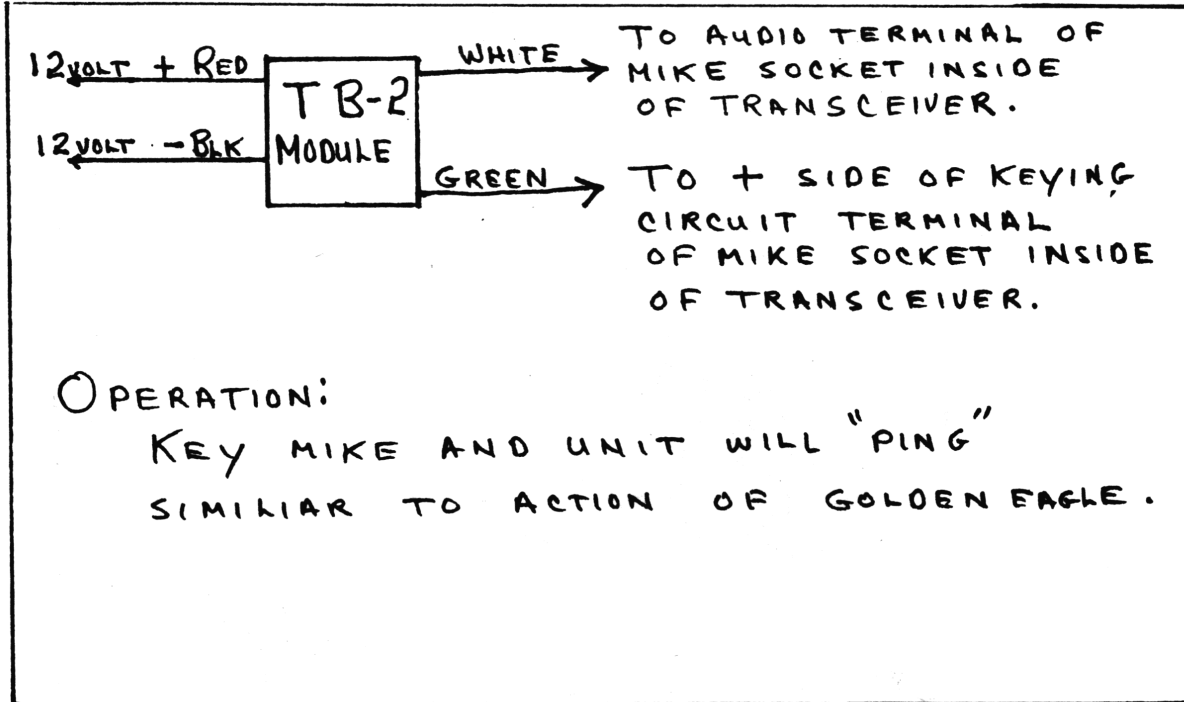 12 VOLT + RED
12 VOLT - BLK
TB-2
MODULE
WHITE
TO AUDIO TERMINAL OF
MIKE SOCKET INSIDE
OF TRANSCEIVER.
GREEN
TO + SIDE OF KEYING
CIRCUIT TERMINAL
OF MIKE SOCKET INSIDE
OF TRANSCEIVER.
OPERATION:
KEY MIKE AND UNIT WILL "PING"
SIMILIAR TO ACTION OF GOLDEN EAGLE.